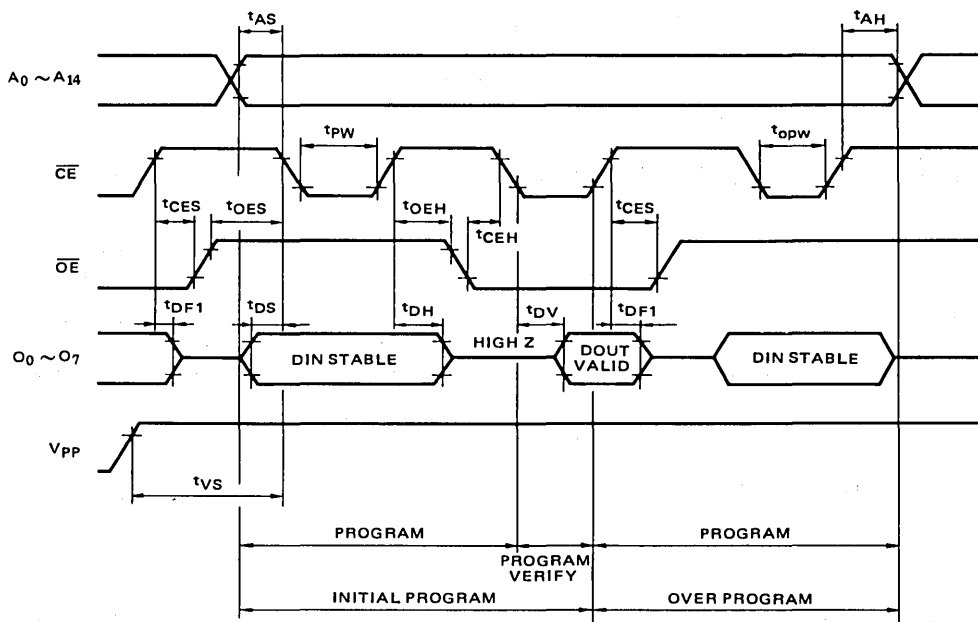 tAS
tAH
A0 ~ A14
tPW
topw
CE
tCES
tOES
tOEH
tCEH
tCES
OE
tDF1
tDS
tDH
tDV
tDF1
HIGH Z
O0 ~ O7
DIN STABLE
DOUT
VALID
DIN STABLE
VPP
tVS
PROGRAM
PROGRAM
VERIFY
PROGRAM
INITIAL PROGRAM
OVER PROGRAM